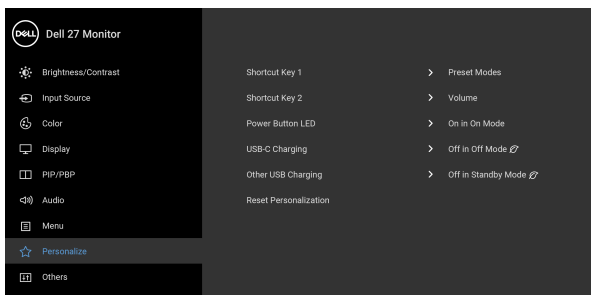 DELL Dell 27 Monitor
Brightness/Contrast
Input Source
Color
Display
PIP/PBP
Audio
Menu
Personalize
Others
Shortcut Key 1 > Preset Modes
Shortcut Key 2 > Volume
Power Button LED > On in On Mode
USB-C Charging > Off in Off Mode
Other USB Charging > Off in Standby Mode
Reset Personalization